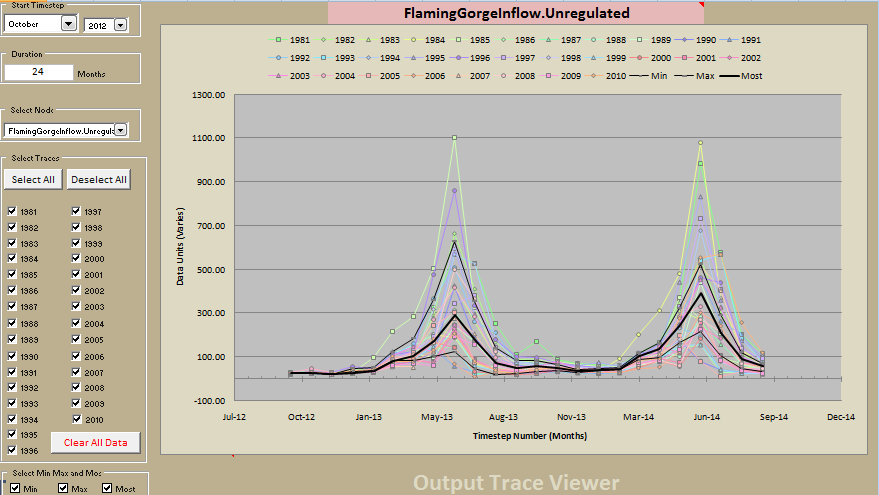 Start Timestep
October 2012
Duration
24 Months
Select Node
FlamingGorgeInflow.Unregula
Select Traces
Select All Deselect All
1981 1997
1982 1998
1983 1999
1984 2000
1985 2001
1986 2002
1987 2003
1988 2004
1989 2005
1990 2006
1991 2007
1992 2008
1993 2009
1994 2010
1995
1996
Clear All Data
Select Min Max and Mos
Min Max Most
FlamingGorgeInflow.Unregulated
1981 1982 1983 1984 1985 1986 1987 1988 1989 1990 1991
1992 1993 1994 1995 1996 1997 1998 1999 2000 2001 2002
2003 2004 2005 2006 2007 2008 2009 2010 Min Max Most
Data Units (Varies)
1300.00
1100.00
900.00
700.00
500.00
300.00
100.00
-100.00
Jul-12 Oct-12 Jan-13 May-13 Aug-13 Nov-13 Mar-14 Jun-14 Sep-14 Dec-14
Timestep Number (Months)
Output Trace Viewer